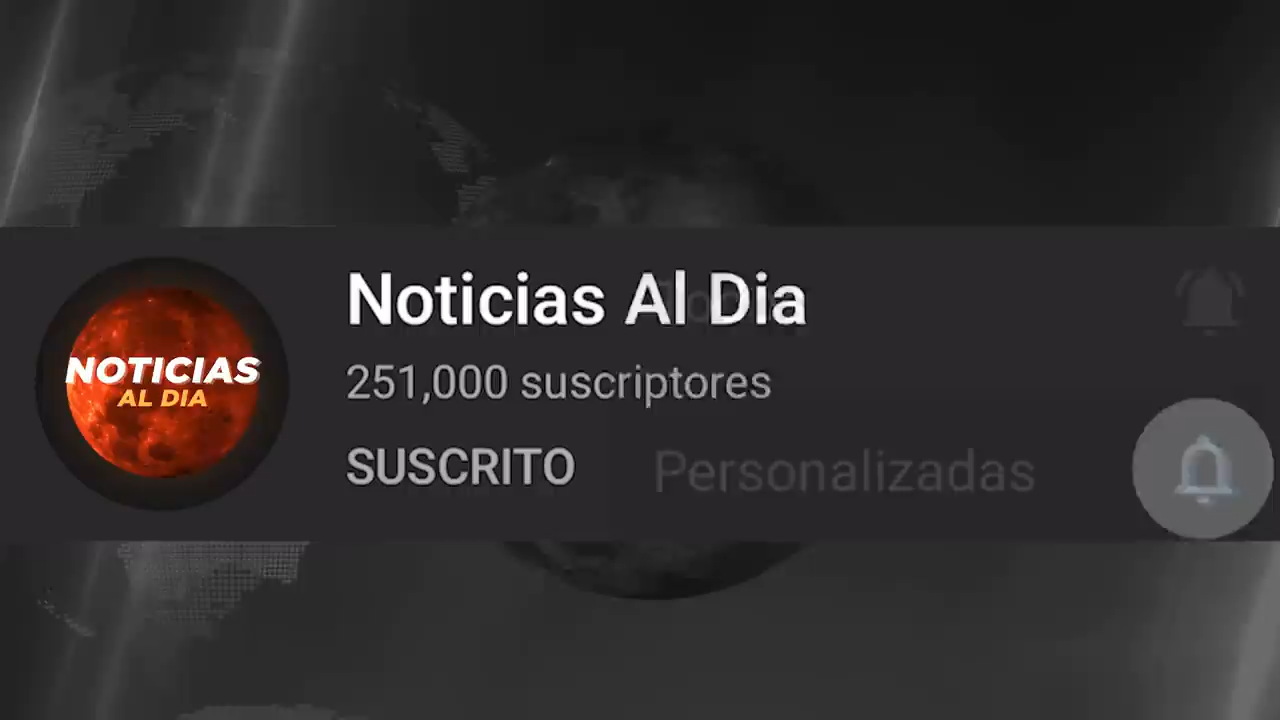 Noticias Al Dia
NOTICIAS
AL DIA
251,000 suscriptores
SUSCRITO
Personalizadas